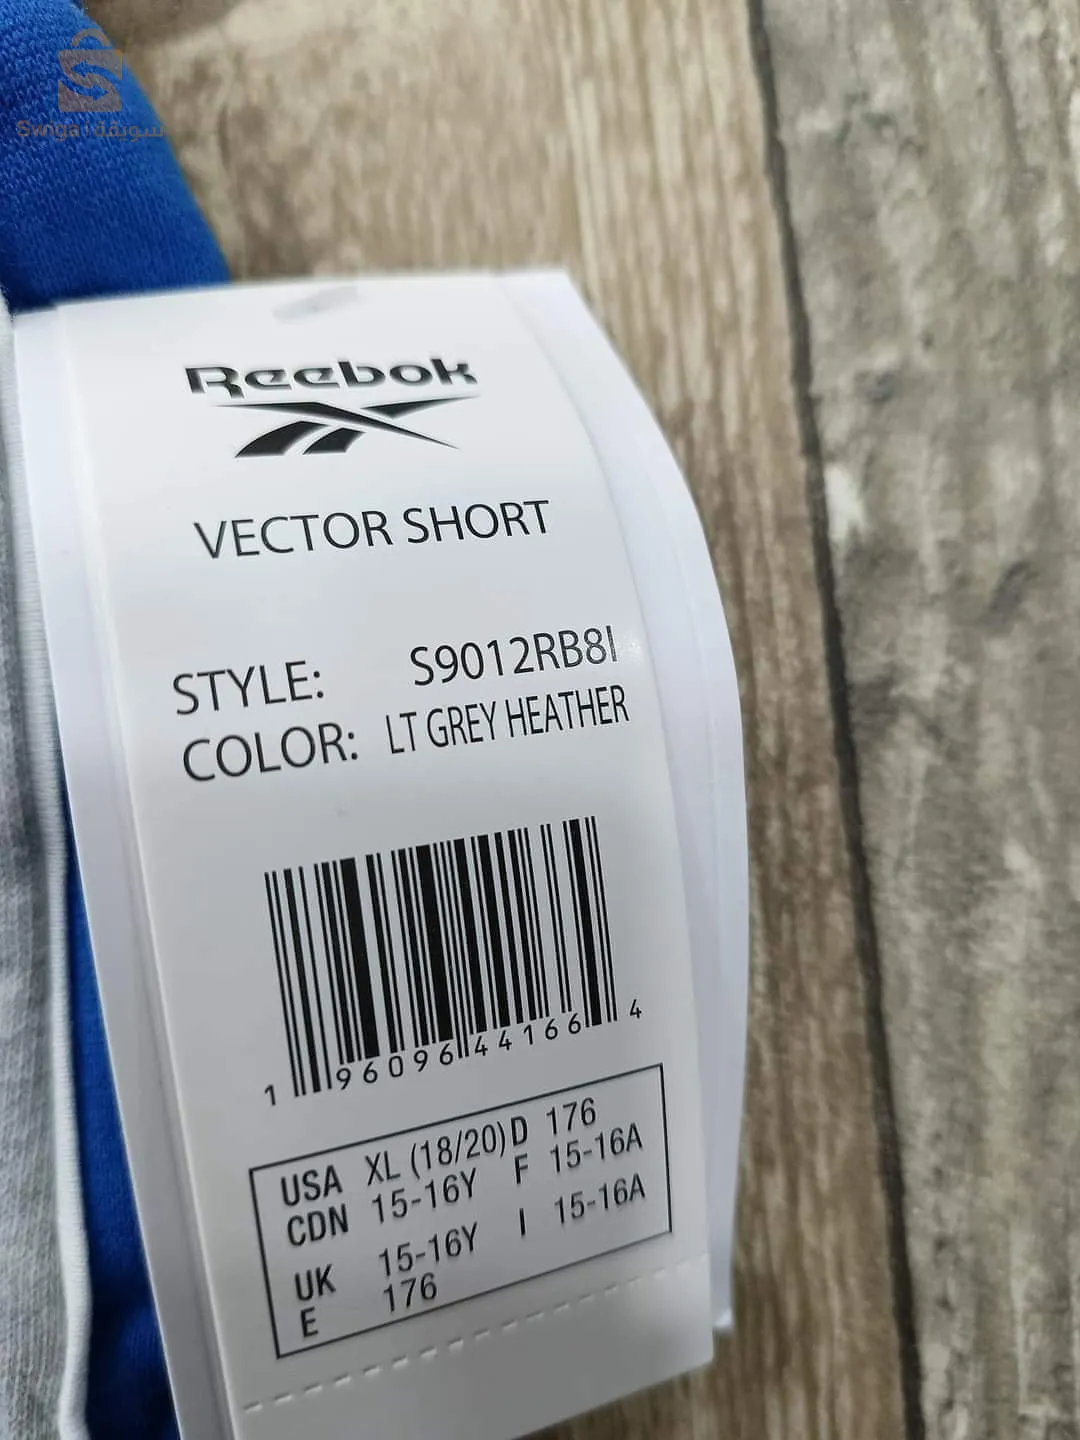 Swiqa | سويقة
Reebok
VECTOR SHORT
STYLE: S9012RB8I
COLOR: LT GREY HEATHER
1 96096 44166 4
USA XL (18/20) D 176
CDN 15-16Y F 15-16A
UK 15-16Y I 15-16A
E 176